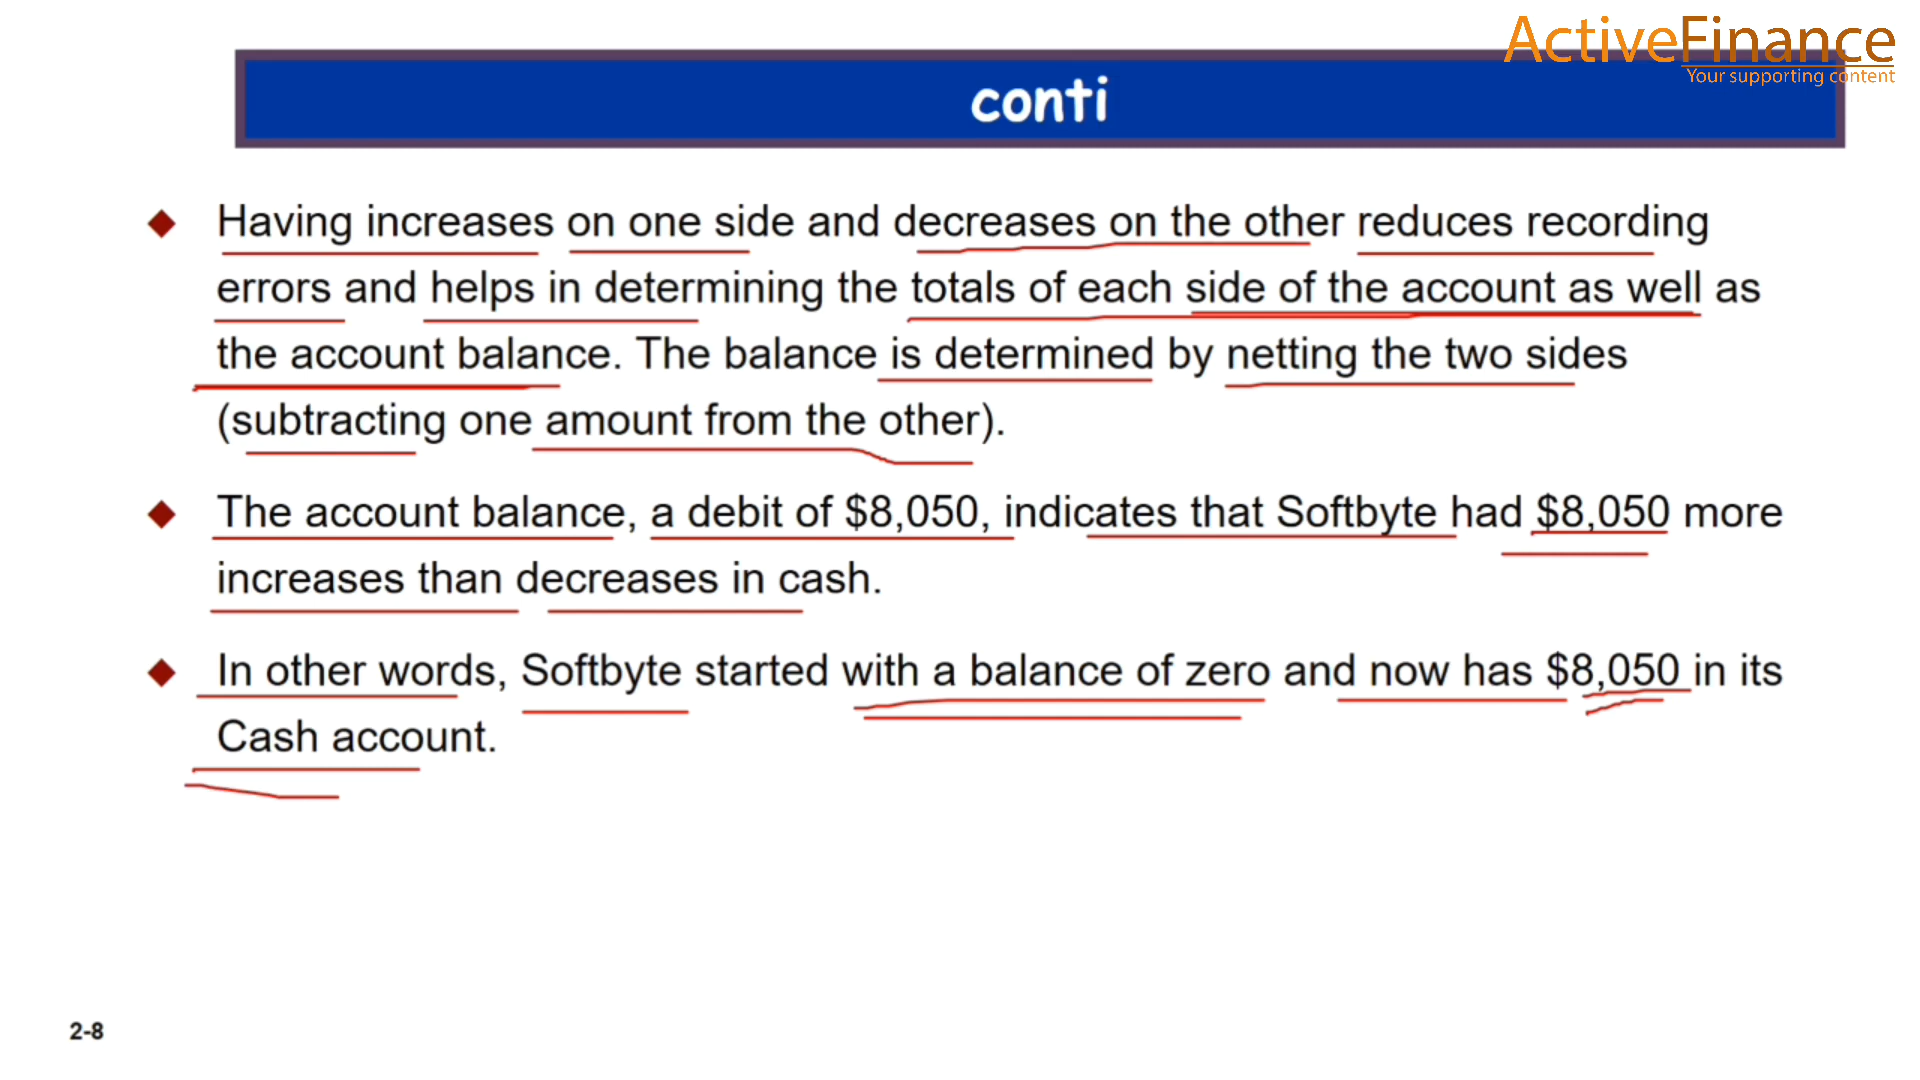 ActiveFinance
Your supporting content
conti
Having increases on one side and decreases on the other reduces recording
errors and helps in determining the totals of each side of the account as well as
the account balance. The balance is determined by netting the two sides
(subtracting one amount from the other).
The account balance, a debit of $8,050, indicates that Softbyte had $8,050 more
increases than decreases in cash.
In other words, Softbyte started with a balance of zero and now has $8,050 in its
Cash account.
2-8